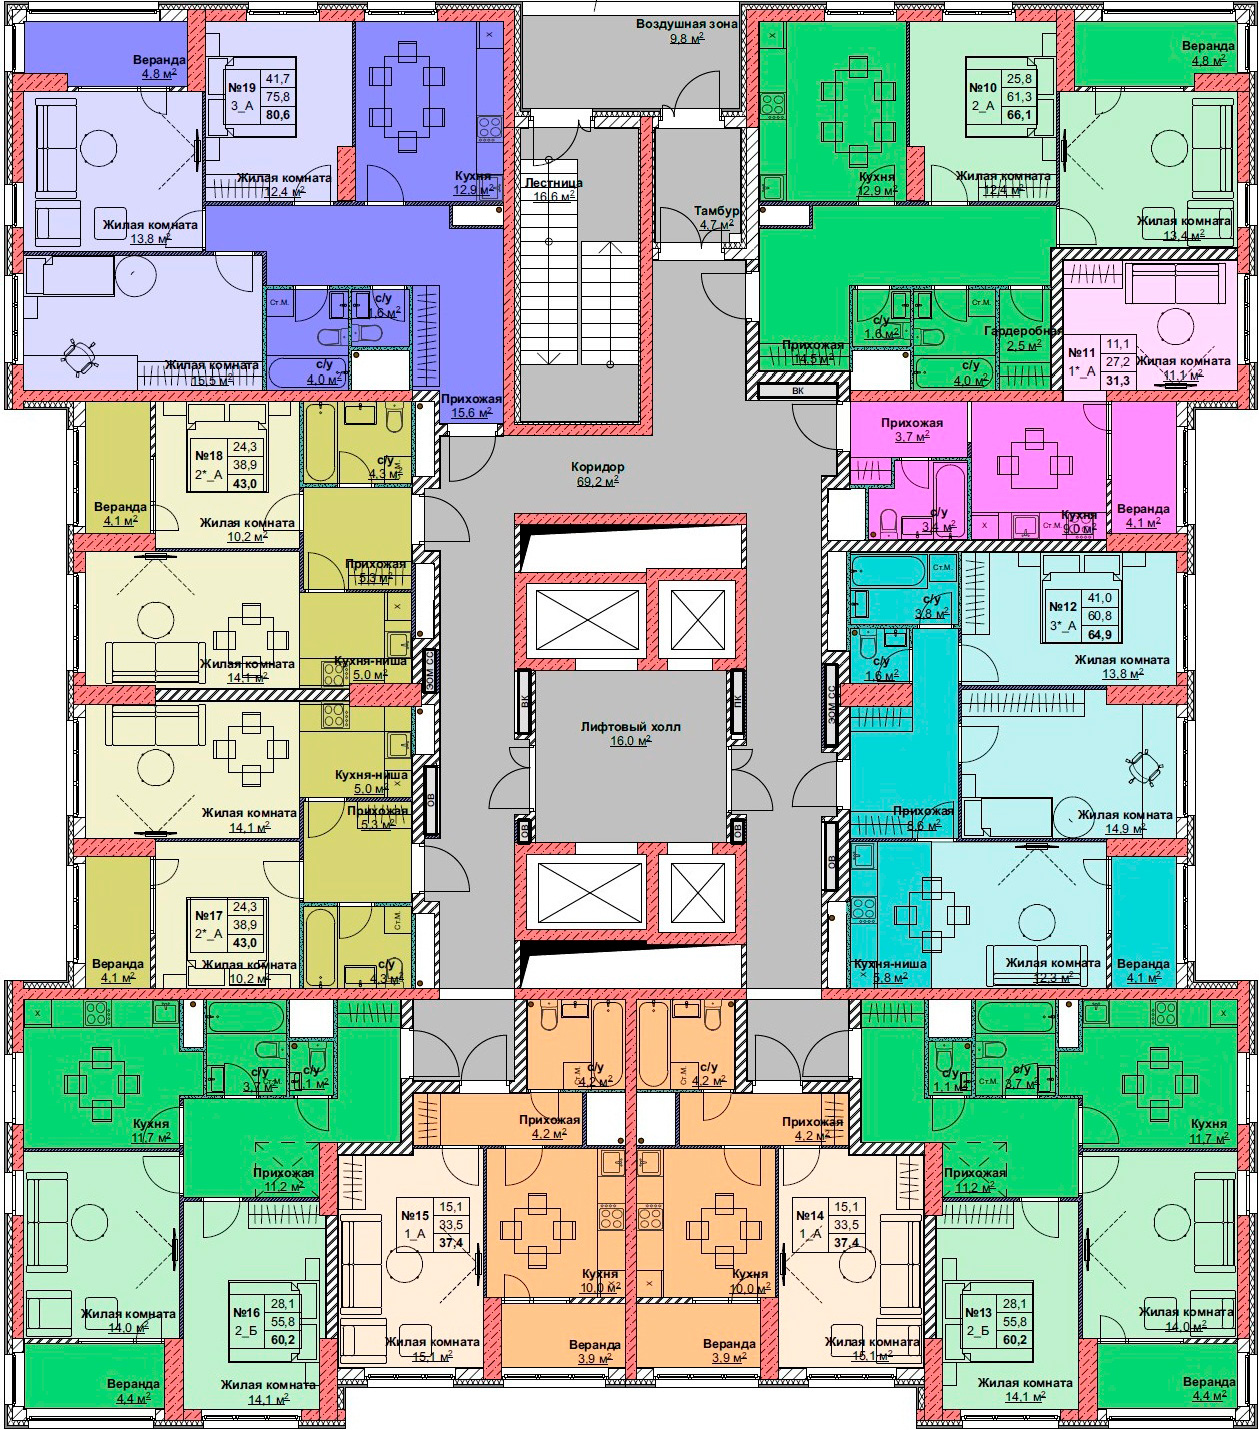 Воздушная зона
9,8 м²
Веранда
4,8 м²
№19
3_А
41,7
75,8
80,6
Жилая комната
12,4 м²
Кухня
12,9 м²
Жилая комната
13,8 м²
Жилая комната
15,5 м²
Ст.М.
с/у
1,6 м²
с/у
4,0 м²
Прихожая
15,6 м²
Лестница
16,6 м²
Тамбур
4,7 м²
Кухня
12,9 м²
№10
2_А
25,8
61,3
66,1
Жилая комната
12,4 м²
Веранда
4,8 м²
Жилая комната
13,4 м²
Прихожая
14,5 м²
с/у
1,6 м²
Ст.М.
с/у
4,0 м²
Гардеробная
2,5 м²
№11
1*_А
11,1
27,2
31,3
Жилая комната
11,1 м²
ВК
Прихожая
3,7 м²
с/у
3,4 м²
Кухня
9,0 м²
Ст.М.
Веранда
4,1 м²
Коридор
69,2 м²
№18
2*_А
24,3
38,9
43,0
Веранда
4,1 м²
Жилая комната
10,2 м²
с/у
4,3 м²
Прихожая
5,3 м²
Жилая комната
14,1 м²
Кухня-ниша
5,0 м²
ЭОМ СС
Ст.М.
с/у
3,8 м²
с/у
1,6 м²
№12
3*_А
41,0
60,8
64,9
Жилая комната
13,8 м²
ЭОМ СС
ВК
ПК
Лифтовый холл
16,0 м²
ОВ
ОВ
ОВ
ОВ
Кухня-ниша
5,0 м²
Жилая комната
14,1 м²
Прихожая
5,3 м²
Прихожая
8,6 м²
Жилая комната
14,9 м²
№17
2*_А
24,3
38,9
43,0
Веранда
4,1 м²
Жилая комната
10,2 м²
Ст.М.
с/у
4,3 м²
Кухня-ниша
5,8 м²
Жилая комната
12,3 м²
Веранда
4,1 м²
Кухня
11,7 м²
с/у
3,7 м²
Ст.М.
с/у
1,1 м²
Прихожая
11,2 м²
с/у
4,2 м²
Ст.М.
с/у
4,2 м²
Ст.М.
Прихожая
4,2 м²
Прихожая
4,2 м²
с/у
1,1 м²
Ст.М.
с/у
3,7 м²
Кухня
11,7 м²
Прихожая
11,2 м²
№15
1_А
15,1
33,5
37,4
№14
1_А
15,1
33,5
37,4
Кухня
10,0 м²
Кухня
10,0 м²
№16
2_Б
28,1
55,8
60,2
№13
2_Б
28,1
55,8
60,2
Жилая комната
14,0 м²
Жилая комната
15,1 м²
Веранда
3,9 м²
Веранда
3,9 м²
Жилая комната
15,1 м²
Жилая комната
14,0 м²
Веранда
4,4 м²
Жилая комната
14,1 м²
Жилая комната
14,1 м²
Веранда
4,4 м²